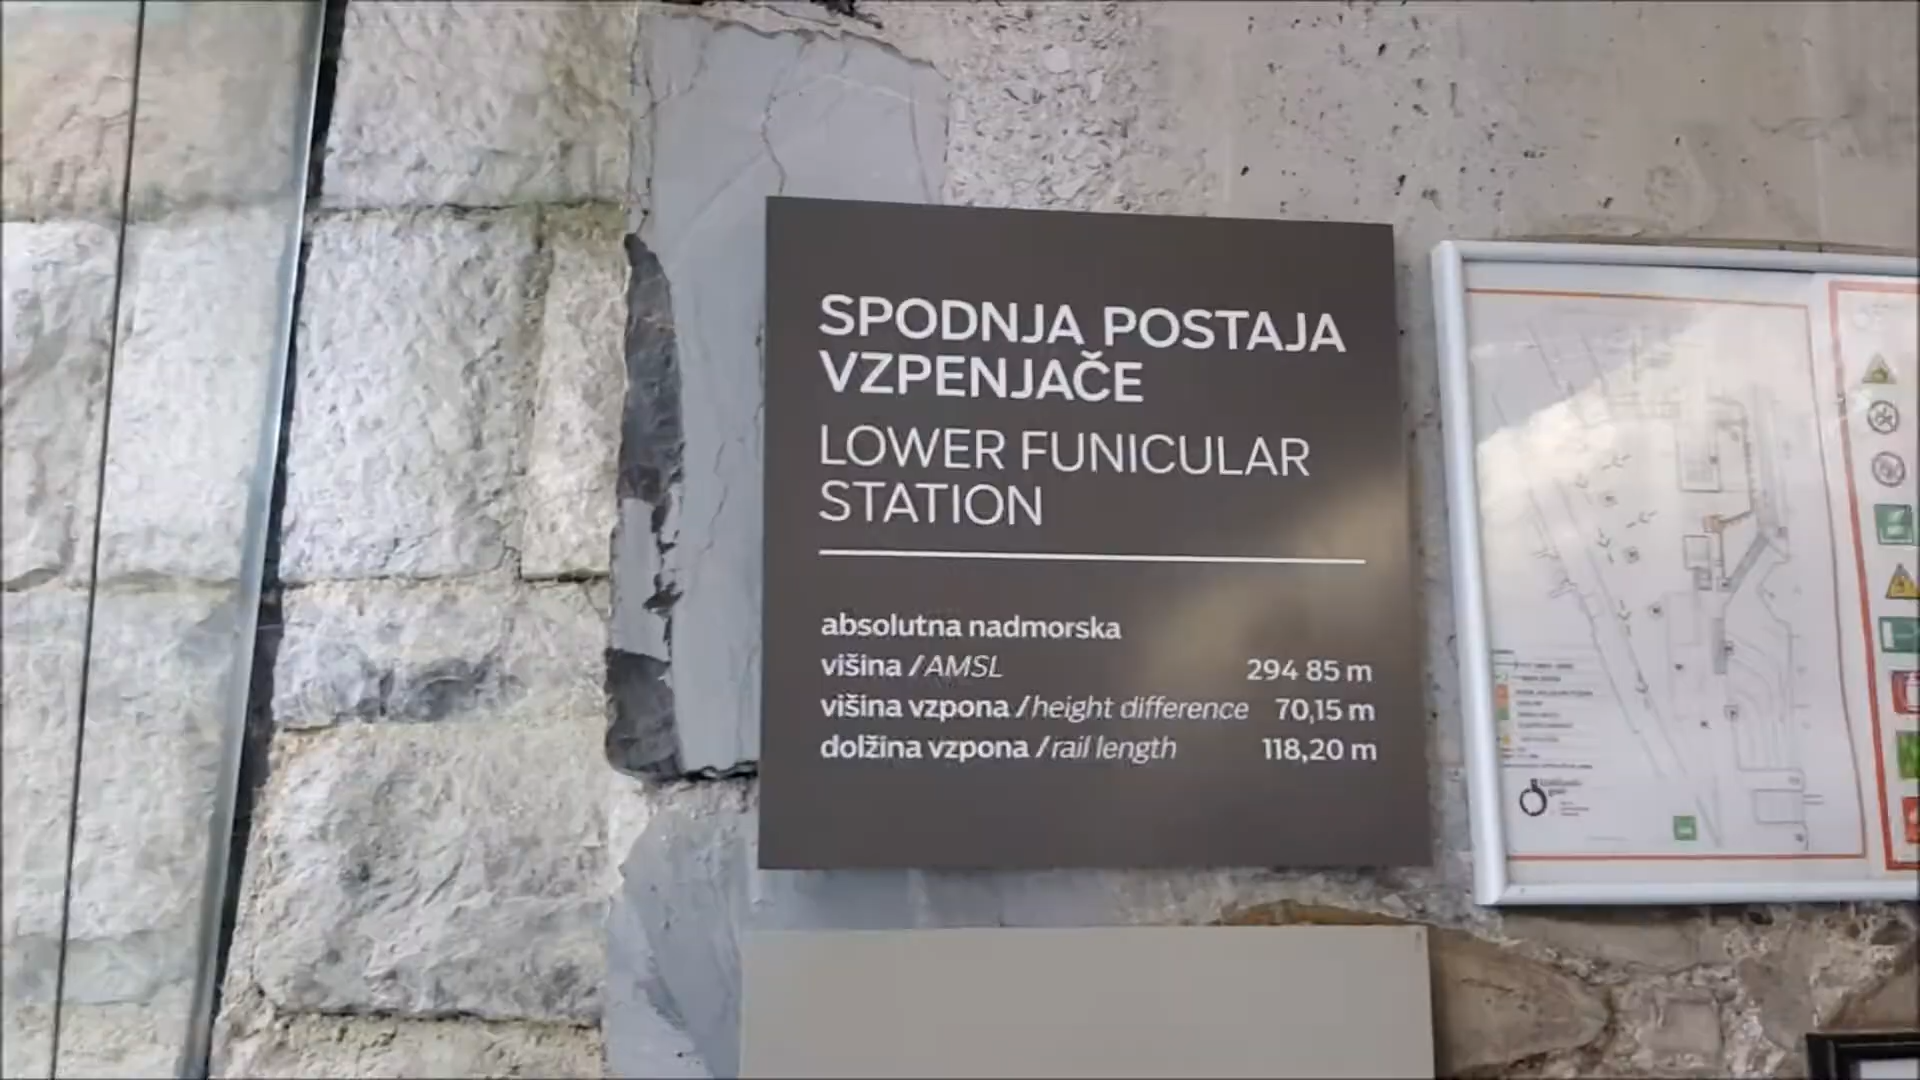 SPODNJA POSTAJA
VZPENJAČE
LOWER FUNICULAR
STATION
absolutna nadmorska
višina / AMSL 294 85 m
višina vzpona / height difference 70,15 m
dolžina vzpona / rail length 118,20 m